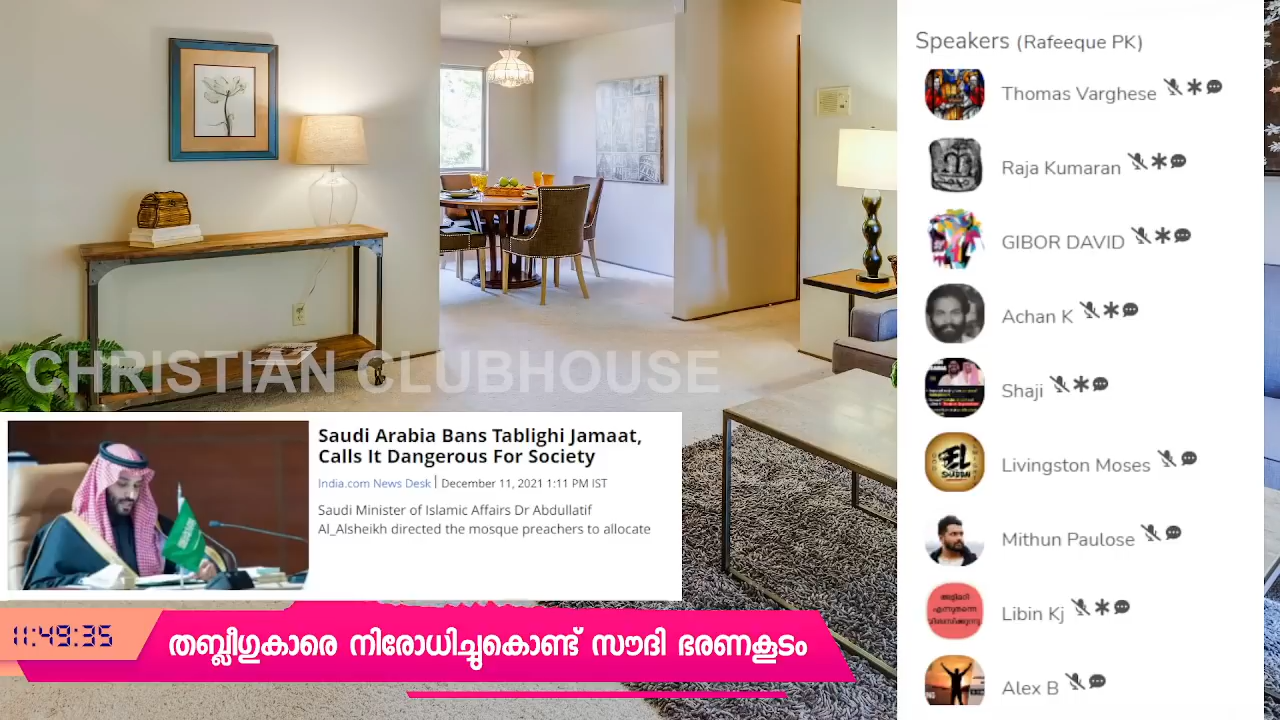 Speakers (Rafeeque PK)
Thomas Varghese
Raja Kumaran
GIBOR DAVID
Achan K
Shaji
Livingston Moses
EL
SHADDAI
Mithun Paulose
Libin Kj
Alex B
CHRISTIAN CLUBHOUSE
Saudi Arabia Bans Tablighi Jamaat,
Calls It Dangerous For Society
India.com News Desk | December 11, 2021 1:11 PM IST
Saudi Minister of Islamic Affairs Dr Abdullatif
Al_Alsheikh directed the mosque preachers to allocate
11:49:35
തബ്ലീഗുകാരെ നിരോധിച്ചുകൊണ്ട് സൗദി ഭരണകൂടം